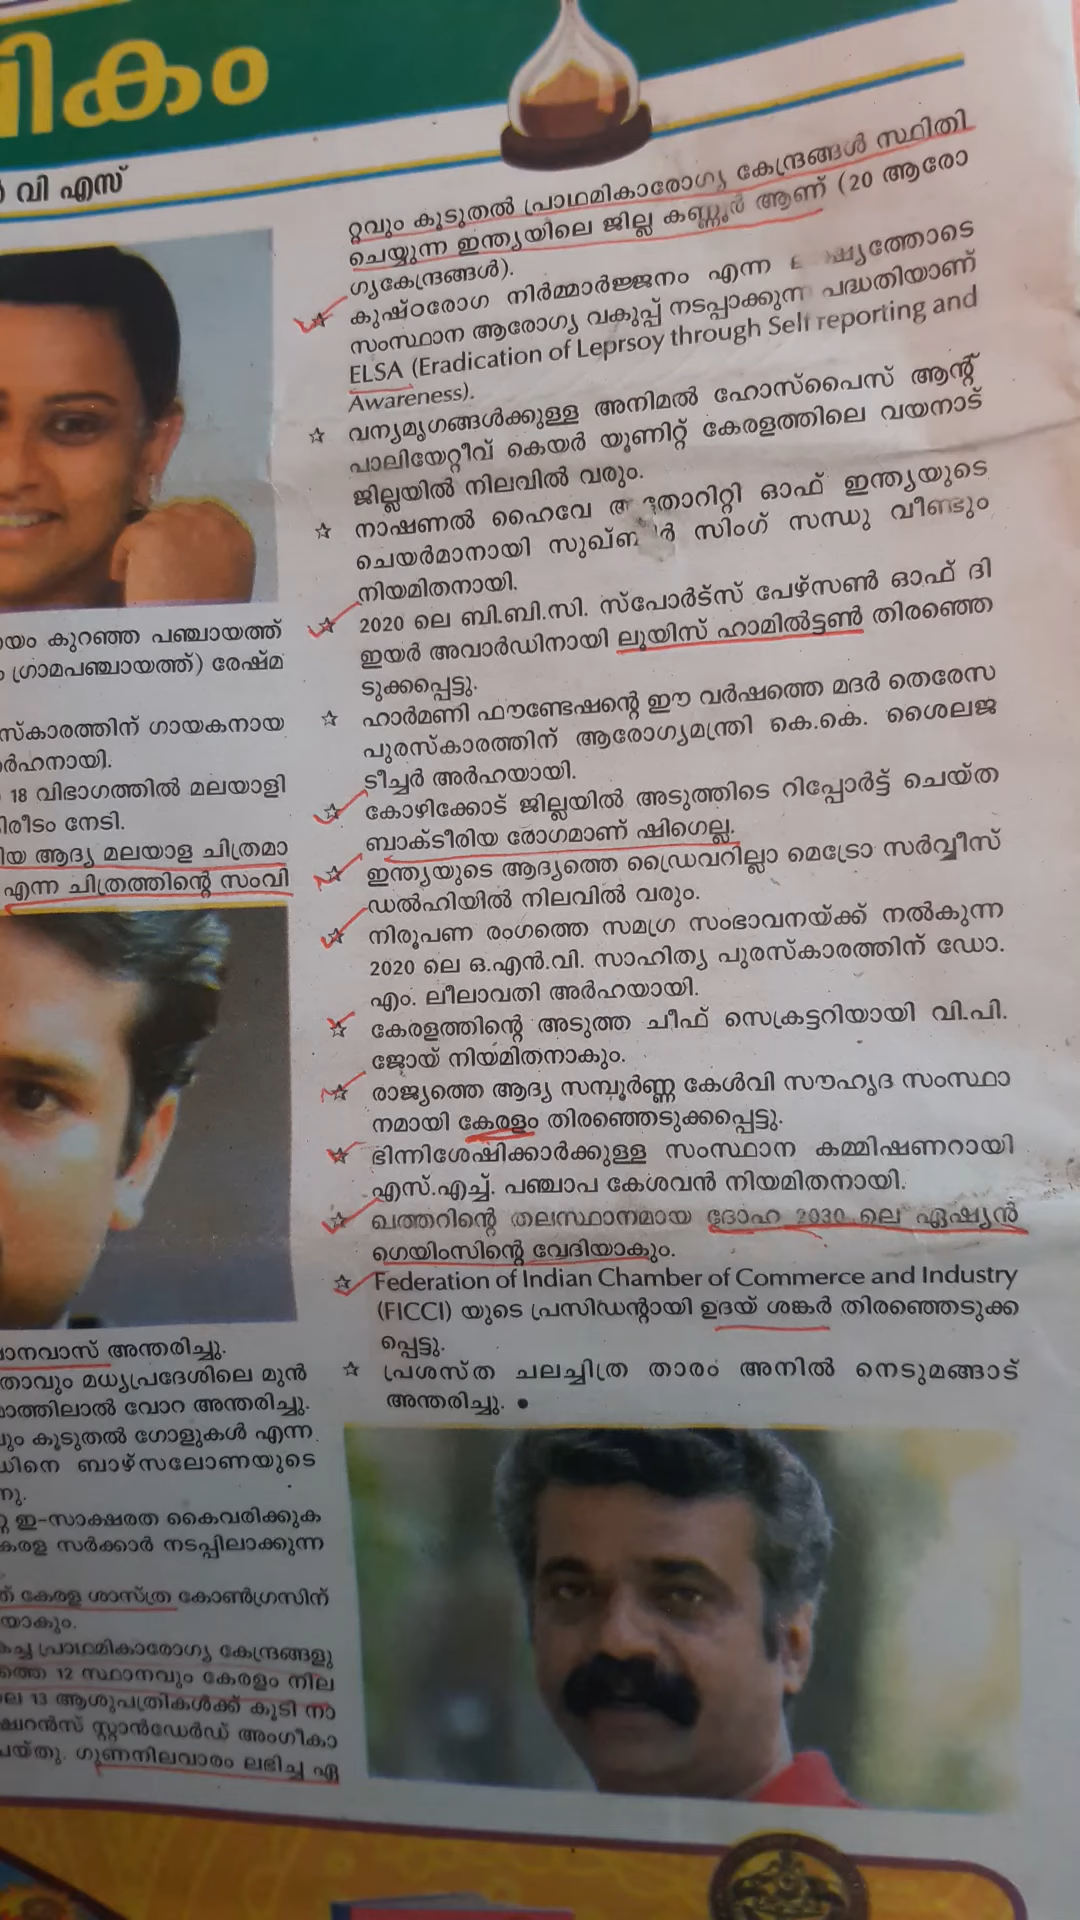 ികം
വി എസ്
യം കുറഞ്ഞ പഞ്ചായത്ത്
ഗ്രാമപഞ്ചായത്ത്) രേഷ്മ
സ്കാരത്തിന് ഗായകനായ
ർഹനായി.
18 വിഭാഗത്തിൽ മലയാളി
ിരീടം നേടി.
ിയ ആദ്യ മലയാള ചിത്രമാ
എന്ന ചിത്രത്തിന്റെ സംവി
ാനവാസ് അന്തരിച്ചു.
താവും മധ്യപ്രദേശിലെ മുൻ
ാത്തിലാൽ വോറ അന്തരിച്ചു.
വും കൂടുതൽ ഗോളുകൾ എന്ന
ിനെ ബാഴ്സലോണയുടെ
ന്നു.
ഇ-സാക്ഷരത കൈവരിക്കുക
കരള സർക്കാർ നടപ്പിലാക്കുന്ന
കേരള ശാസ്ത്ര കോൺഗ്രസിന്
യാകും.
കച്ച പ്രാഥമികാരോഗ്യ കേന്ദ്രങ്ങളു
ത്തെ 12 സ്ഥാനവും കേരളം നില
ലെ 13 ആശുപത്രികൾക്ക് കൂടി നാ
ഷറൻസ് സ്റ്റാൻഡേർഡ് അംഗീകാ
ചയ്തു. ഗുണനിലവാരം ലഭിച്ച ഏ
റ്റവും കൂടുതൽ പ്രാഥമികാരോഗ്യ കേന്ദ്രങ്ങൾ സ്ഥിതി
ചെയ്യുന്ന ഇന്ത്യയിലെ ജില്ല കണ്ണൂർ ആണ് (20 ആരോ
ഗ്യകേന്ദ്രങ്ങൾ).
☆ കുഷ്ഠരോഗ നിർമ്മാർജ്ജനം എന്ന
സംസ്ഥാന ആരോഗ്യ വകുപ്പ് നടപ്പാക്കുന്ന പദ്ധതിയാണ്
ELSA (Eradication of Leprsoy through Self reporting and
Awareness).
☆ വന്യമൃഗങ്ങൾക്കുള്ള അനിമൽ ഹോസ്പൈസ് ആന്റ്
പാലിയേറ്റീവ് കെയർ യൂണിറ്റ് കേരളത്തിലെ വയനാട്
ജില്ലയിൽ നിലവിൽ വരും.
☆ നാഷണൽ ഹൈവേ അതോറിറ്റി ഓഫ് ഇന്ത്യയുടെ
ചെയർമാനായി സിംഗ് സന്ധു വീണ്ടും
നിയമിതനായി.
☆ 2020 ലെ ബി.ബി.സി. സ്പോർട്സ് പേഴ്സൺ ഓഫ് ദി
ഇയർ അവാർഡിനായി ലൂയിസ് ഹാമിൽട്ടൺ തിരഞ്ഞെ
ടുക്കപ്പെട്ടു.
☆ ഹാർമണി ഫൗണ്ടേഷന്റെ ഈ വർഷത്തെ മദർ തെരേസ
പുരസ്കാരത്തിന് ആരോഗ്യമന്ത്രി കെ.കെ. ശൈലജ
ടീച്ചർ അർഹയായി.
☆ കോഴിക്കോട് ജില്ലയിൽ അടുത്തിടെ റിപ്പോർട്ട് ചെയ്ത
ബാക്ടീരിയ രോഗമാണ് ഷിഗെല്ല.
☆ ഇന്ത്യയുടെ ആദ്യത്തെ ഡ്രൈവറില്ലാ മെട്രോ സർവ്വീസ്
ഡൽഹിയിൽ നിലവിൽ വരും.
☆ നിരൂപണ രംഗത്തെ സമഗ്ര സംഭാവനയ്ക്ക് നൽകുന്ന
2020 ലെ ഒ.എൻ.വി. സാഹിത്യ പുരസ്കാരത്തിന് ഡോ.
എം. ലീലാവതി അർഹയായി.
☆ കേരളത്തിന്റെ അടുത്ത ചീഫ് സെക്രട്ടറിയായി വി.പി.
ജോയ് നിയമിതനാകും.
☆ രാജ്യത്തെ ആദ്യ സമ്പൂർണ്ണ കേൾവി സൗഹൃദ സംസ്ഥാ
നമായി കേരളം തിരഞ്ഞെടുക്കപ്പെട്ടു.
☆ ഭിന്നിശേഷിക്കാർക്കുള്ള സംസ്ഥാന കമ്മിഷണറായി
എസ്.എച്ച്. പഞ്ചാപ കേശവൻ നിയമിതനായി.
☆ ഖത്തറിന്റെ തലസ്ഥാനമായ ദോഹ 2030 ലെ ഏഷ്യൻ
ഗെയിംസിന്റെ വേദിയാകും.
☆ Federation of Indian Chamber of Commerce and Industry
(FICCI) യുടെ പ്രസിഡന്റായി ഉദയ് ശങ്കർ തിരഞ്ഞെടുക്ക
പ്പെട്ടു.
☆ പ്രശസ്ത ചലച്ചിത്ര താരം അനിൽ നെടുമങ്ങാട്
അന്തരിച്ചു. ●